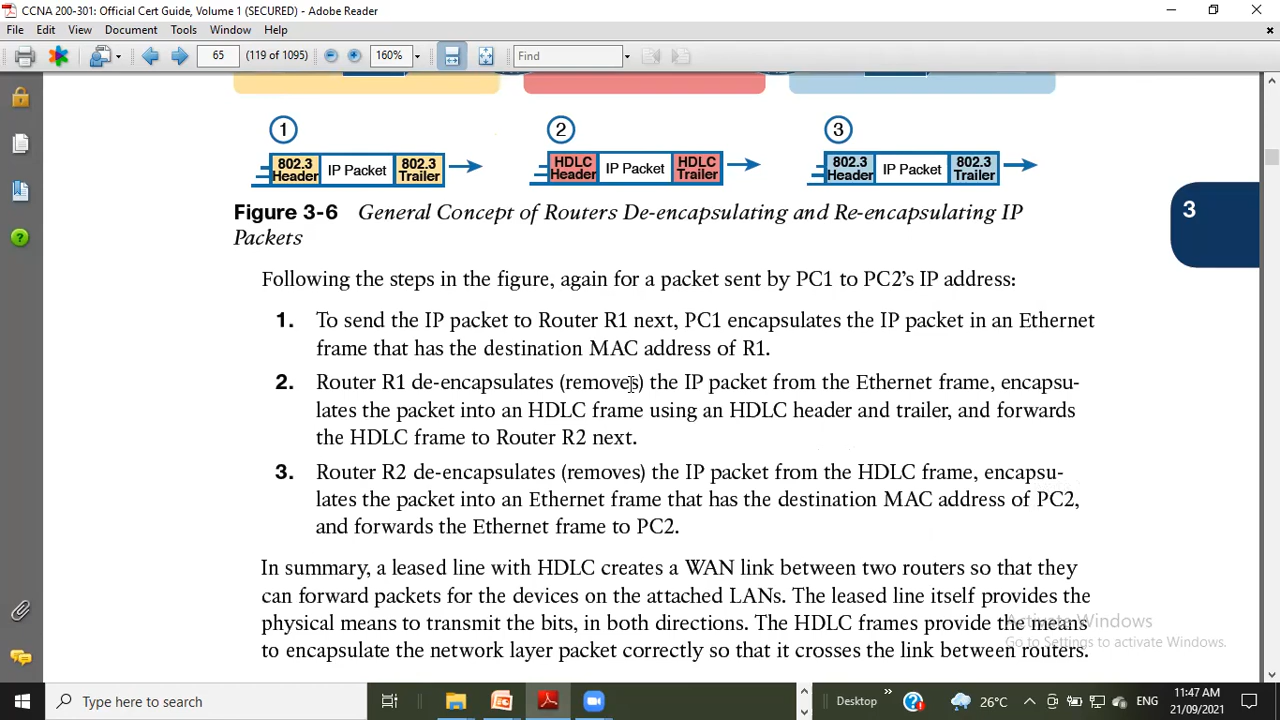 CCNA 200-301: Official Cert Guide, Volume 1 (SECURED) - Adobe Reader
File Edit View Document Tools Window Help
65 (119 of 1095) 160% Find
1 2 3
802.3 Header IP Packet 802.3 Trailer HDLC Header IP Packet HDLC Trailer 802.3 Header IP Packet 802.3 Trailer
Figure 3-6 General Concept of Routers De-encapsulating and Re-encapsulating IP
Packets
3
Following the steps in the figure, again for a packet sent by PC1 to PC2's IP address:
1. To send the IP packet to Router R1 next, PC1 encapsulates the IP packet in an Ethernet
frame that has the destination MAC address of R1.
2. Router R1 de-encapsulates (removes) the IP packet from the Ethernet frame, encapsu-
lates the packet into an HDLC frame using an HDLC header and trailer, and forwards
the HDLC frame to Router R2 next.
3. Router R2 de-encapsulates (removes) the IP packet from the HDLC frame, encapsu-
lates the packet into an Ethernet frame that has the destination MAC address of PC2,
and forwards the Ethernet frame to PC2.
In summary, a leased line with HDLC creates a WAN link between two routers so that they
can forward packets for the devices on the attached LANs. The leased line itself provides the
physical means to transmit the bits, in both directions. The HDLC frames provide the means
to encapsulate the network layer packet correctly so that it crosses the link between routers.
Activate Windows
Go to Settings to activate Windows.
Type here to search
Desktop
26°C
ENG
11:47 AM
21/09/2021